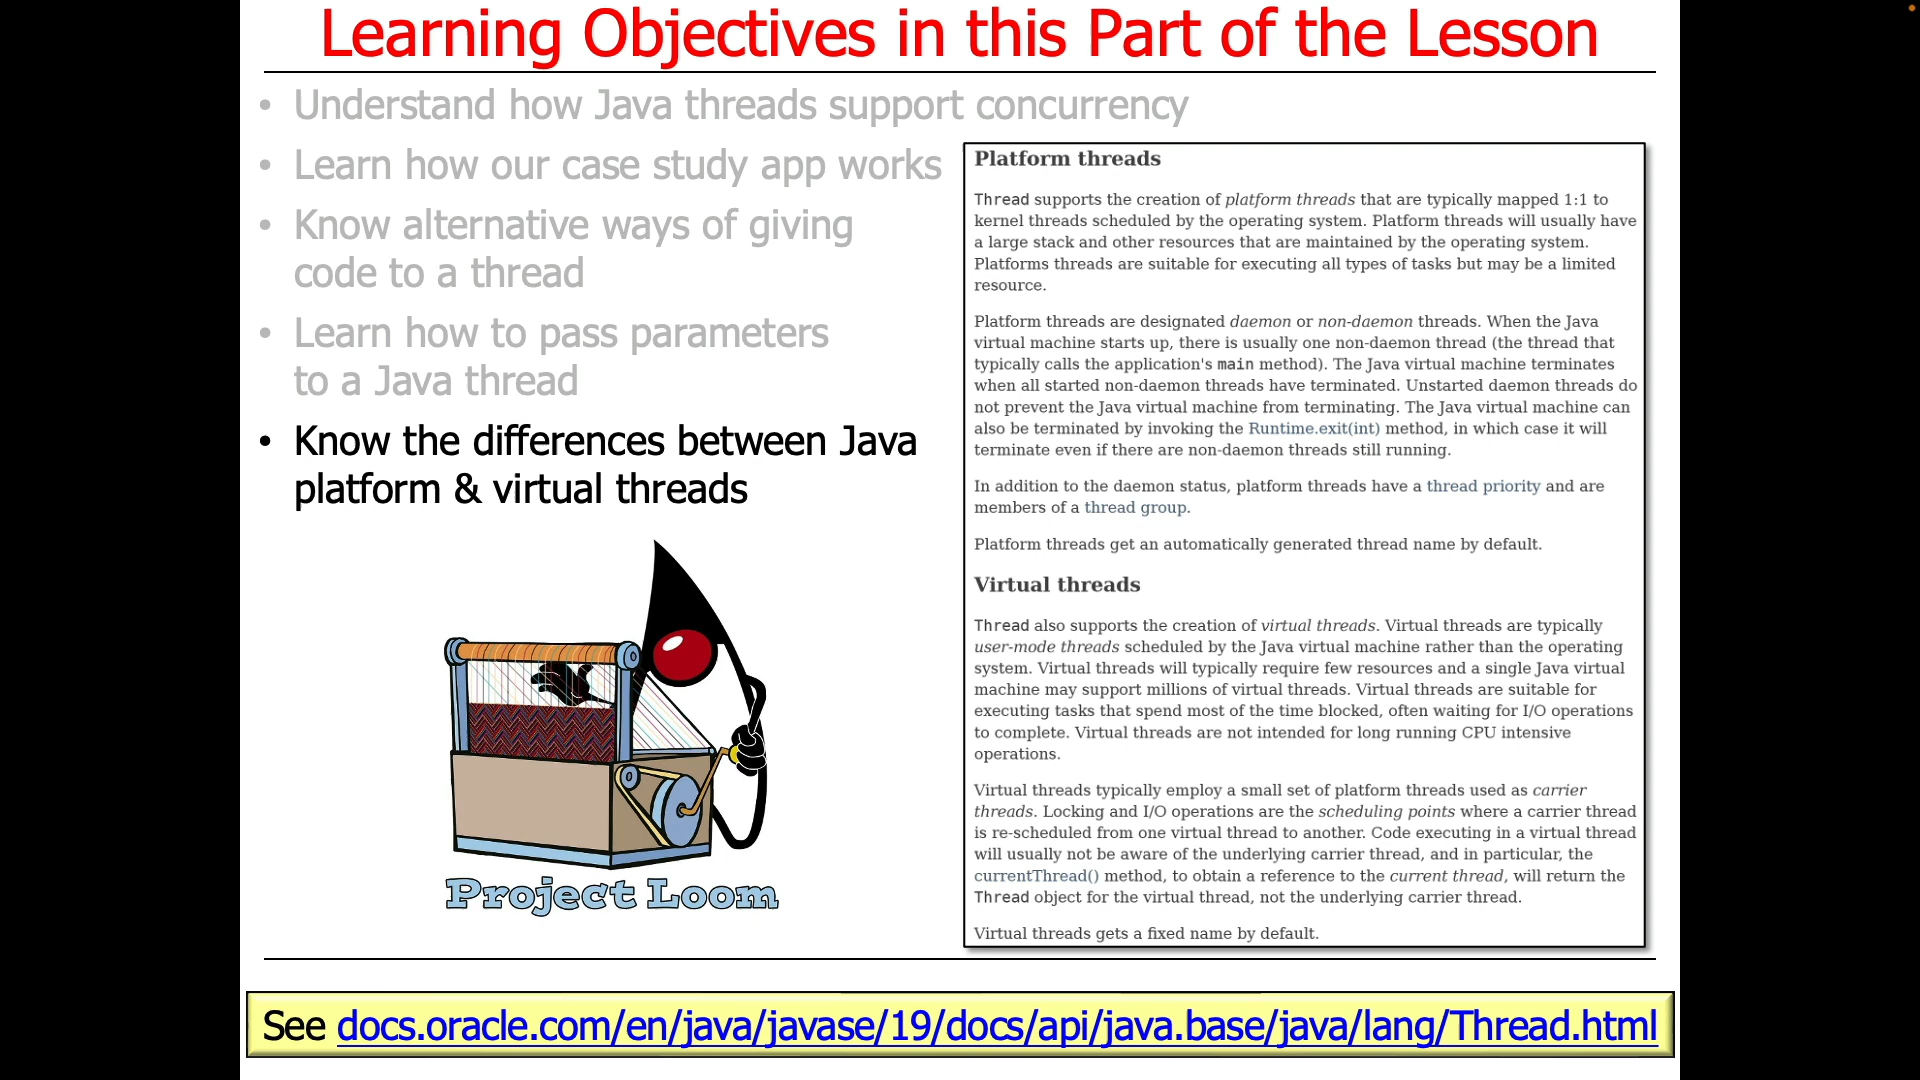 Learning Objectives in this Part of the Lesson
• Understand how Java threads support concurrency
• Learn how our case study app works
• Know alternative ways of giving
code to a thread
• Learn how to pass parameters
to a Java thread
• Know the differences between Java
platform & virtual threads
Project Loom
Platform threads
Thread supports the creation of platform threads that are typically mapped 1:1 to
kernel threads scheduled by the operating system. Platform threads will usually have
a large stack and other resources that are maintained by the operating system.
Platforms threads are suitable for executing all types of tasks but may be a limited
resource.
Platform threads are designated daemon or non-daemon threads. When the Java
virtual machine starts up, there is usually one non-daemon thread (the thread that
typically calls the application's main method). The Java virtual machine terminates
when all started non-daemon threads have terminated. Unstarted daemon threads do
not prevent the Java virtual machine from terminating. The Java virtual machine can
also be terminated by invoking the Runtime.exit(int) method, in which case it will
terminate even if there are non-daemon threads still running.
In addition to the daemon status, platform threads have a thread priority and are
members of a thread group.
Platform threads get an automatically generated thread name by default.
Virtual threads
Thread also supports the creation of virtual threads. Virtual threads are typically
user-mode threads scheduled by the Java virtual machine rather than the operating
system. Virtual threads will typically require few resources and a single Java virtual
machine may support millions of virtual threads. Virtual threads are suitable for
executing tasks that spend most of the time blocked, often waiting for I/O operations
to complete. Virtual threads are not intended for long running CPU intensive
operations.
Virtual threads typically employ a small set of platform threads used as carrier
threads. Locking and I/O operations are the scheduling points where a carrier thread
is re-scheduled from one virtual thread to another. Code executing in a virtual thread
will usually not be aware of the underlying carrier thread, and in particular, the
currentThread() method, to obtain a reference to the current thread, will return the
Thread object for the virtual thread, not the underlying carrier thread.
Virtual threads gets a fixed name by default.
See docs.oracle.com/en/java/javase/19/docs/api/java.base/java/lang/Thread.html